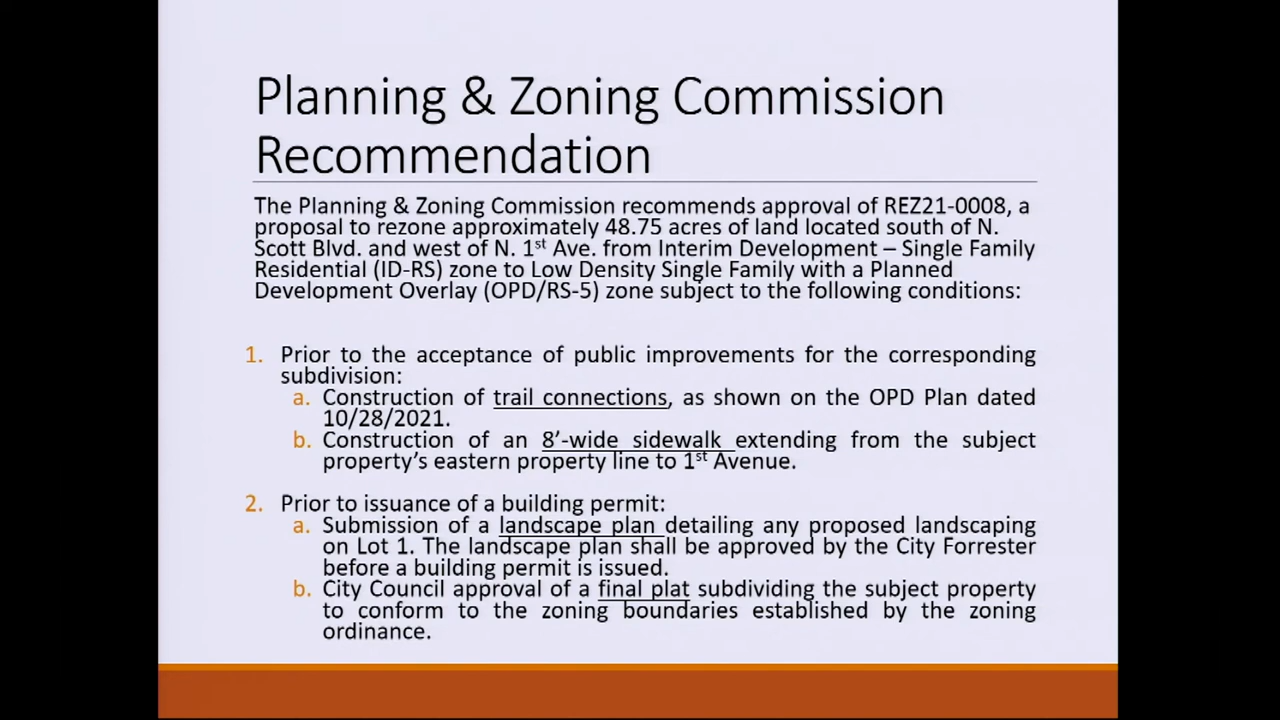 Planning & Zoning Commission
Recommendation
The Planning & Zoning Commission recommends approval of REZ21-0008, a
proposal to rezone approximately 48.75 acres of land located south of N.
Scott Blvd. and west of N. 1st Ave. from Interim Development – Single Family
Residential (ID-RS) zone to Low Density Single Family with a Planned
Development Overlay (OPD/RS-5) zone subject to the following conditions:
1. Prior to the acceptance of public improvements for the corresponding
subdivision:
a. Construction of trail connections, as shown on the OPD Plan dated
10/28/2021.
b. Construction of an 8’-wide sidewalk extending from the subject
property’s eastern property line to 1st Avenue.
2. Prior to issuance of a building permit:
a. Submission of a landscape plan detailing any proposed landscaping
on Lot 1. The landscape plan shall be approved by the City Forrester
before a building permit is issued.
b. City Council approval of a final plat subdividing the subject property
to conform to the zoning boundaries established by the zoning
ordinance.